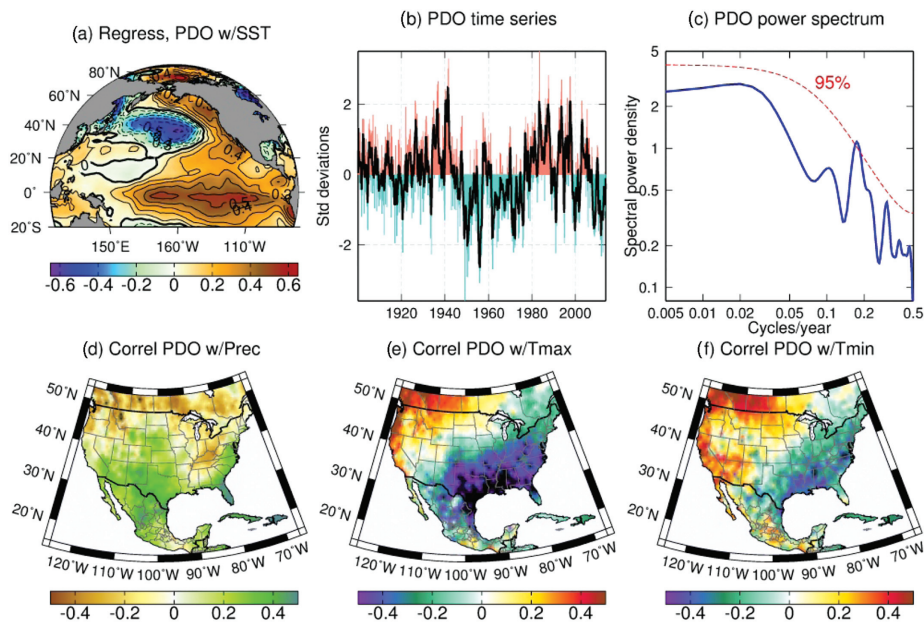 (a) Regress, PDO w/SST
80°N
60°N
40°N
20°N
0°
20°S
150°E 160°W 110°W
-0.6 -0.4 -0.2 0 0.2 0.4 0.6
(b) PDO time series
Std deviations
2
0
-2
1920 1940 1960 1980 2000
(c) PDO power spectrum
Spectral power density
5
2
1
0.5
0.2
0.1
95%
0.005 0.01 0.02 0.05 0.1 0.2 0.5
Cycles/year
(d) Correl PDO w/Prec
50°N
40°N
30°N
20°N
120°W 110°W 100°W 90°W 80°W 70°W
-0.4 -0.2 0 0.2 0.4
(e) Correl PDO w/Tmax
50°N
40°N
30°N
20°N
120°W 110°W 100°W 90°W 80°W 70°W
-0.4 -0.2 0 0.2 0.4
(f) Correl PDO w/Tmin
50°N
40°N
30°N
20°N
120°W 110°W 100°W 90°W 80°W 70°W
-0.4 -0.2 0 0.2 0.4